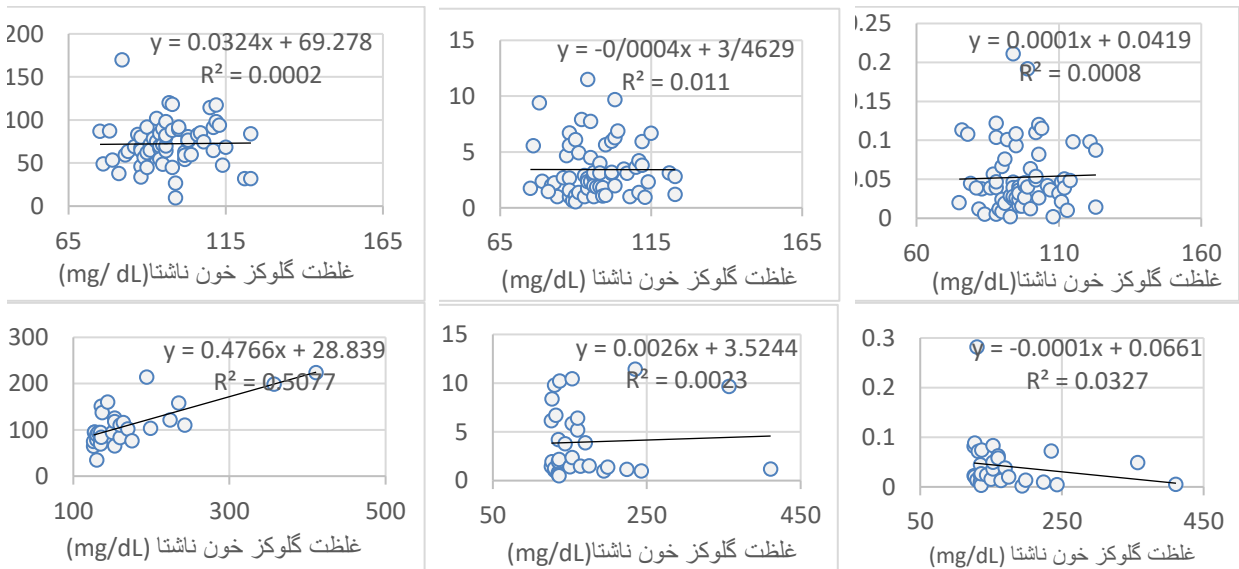 200
150
100
50
0
y = 0.0324x + 69.278
R² = 0.0002
65 115 165
غلظت گلوکز خون ناشتا(mg/ dL)
15
10
5
0
y = -0/0004x + 3/4629
R² = 0.011
65 115 165
غلظت گلوکز خون ناشتا (mg/dL)
0.25
0.2
0.15
0.1
0.05
0
y = 0.0001x + 0.0419
R² = 0.0008
60 110 160
غلظت گلوکز خون ناشتا(mg/dL)
300
200
100
0
y = 0.4766x + 28.839
R² = 0.5077
100 300 500
غلظت گلوکز خون ناشتا (mg/dL)
15
10
5
0
y = 0.0026x + 3.5244
R² = 0.0023
50 250 450
غلظت گلوکز خون ناشتا(mg/dL)
0.3
0.2
0.1
0
y = -0.0001x + 0.0661
R² = 0.0327
50 250 450
غلظت گلوکز خون ناشتا (mg/dL)